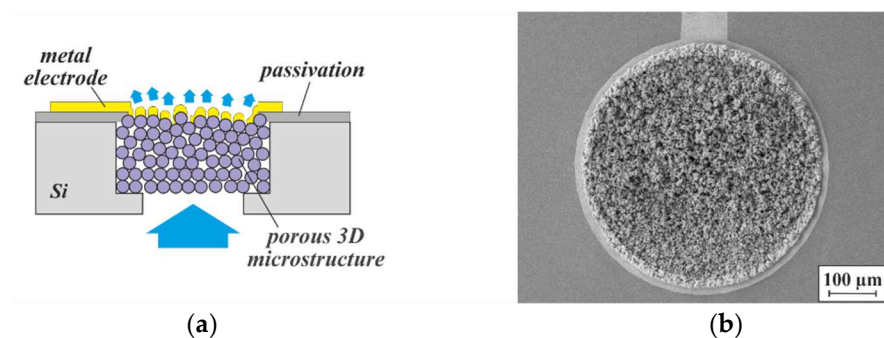 metal
electrode
passivation
Si
porous 3D
microstructure
100 µm
(a)
(b)